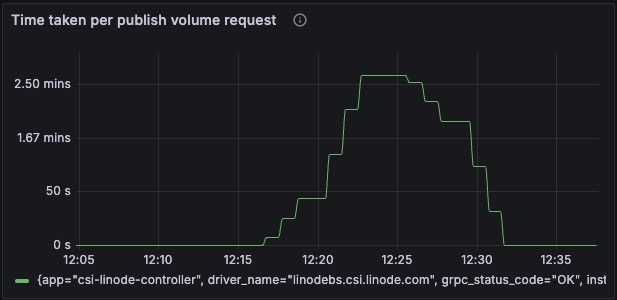 Time taken per publish volume request
2.50 mins
1.67 mins
50 s
0 s
12:05 12:10 12:15 12:20 12:25 12:30 12:35
{app="csi-linode-controller", driver_name="linodebs.csi.linode.com", grpc_status_code="OK", inst